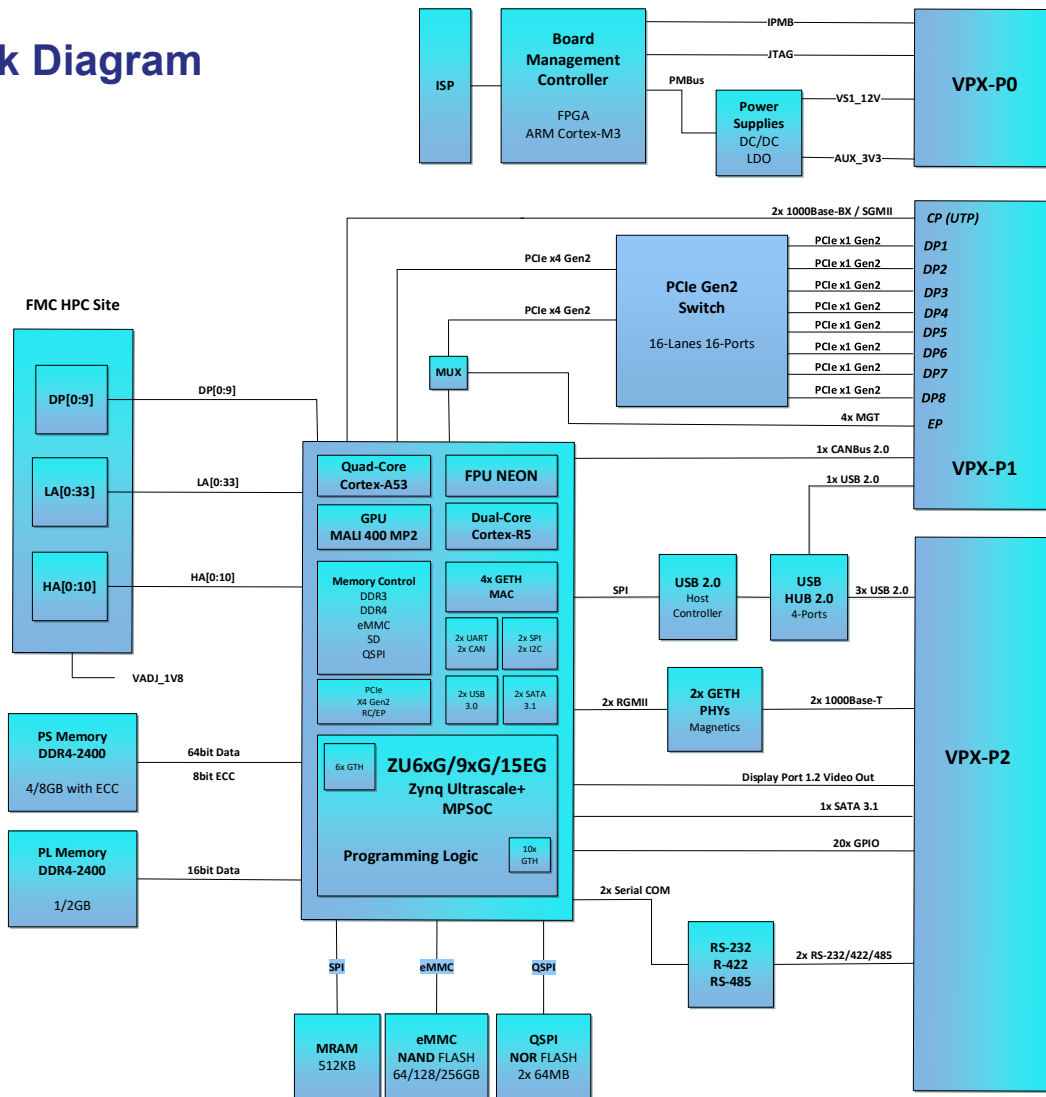 k Diagram
ISP
Board
Management
Controller
FPGA
ARM Cortex-M3
IPMB
JTAG
PMBus
Power
Supplies
DC/DC
LDO
VS1_12V
AUX_3V3
VPX-P0
2x 1000Base-BX / SGMII
CP (UTP)
PCIe x4 Gen2
PCIe x4 Gen2
MUX
PCIe Gen2
Switch
16-Lanes 16-Ports
PCIe x1 Gen2
DP1
PCIe x1 Gen2
DP2
PCIe x1 Gen2
DP3
PCIe x1 Gen2
DP4
PCIe x1 Gen2
DP5
PCIe x1 Gen2
DP6
PCIe x1 Gen2
DP7
PCIe x1 Gen2
DP8
4x MGT
EP
1x CANBus 2.0
VPX-P1
1x USB 2.0
FMC HPC Site
DP[0:9]
DP[0:9]
LA[0:33]
LA[0:33]
HA[0:10]
HA[0:10]
VADJ_1V8
Quad-Core
Cortex-A53
FPU NEON
GPU
MALI 400 MP2
Dual-Core
Cortex-R5
Memory Control
DDR3
DDR4
eMMC
SD
QSPI
4x GETH
MAC
2x UART
2x CAN
2x SPI
2x I2C
PCIe
X4 Gen2
RC/EP
2x USB
3.0
2x SATA
3.1
6x GTH
ZU6xG/9xG/15EG
Zynq Ultrascale+
MPSoC
Programming Logic
10x
GTH
SPI
USB 2.0
Host
Controller
USB
HUB 2.0
4-Ports
3x USB 2.0
2x RGMII
2x GETH
PHYs
Magnetics
2x 1000Base-T
VPX-P2
Display Port 1.2 Video Out
1x SATA 3.1
20x GPIO
2x Serial COM
RS-232
R-422
RS-485
2x RS-232/422/485
PS Memory
DDR4-2400
4/8GB with ECC
64bit Data
8bit ECC
PL Memory
DDR4-2400
1/2GB
16bit Data
SPI
eMMC
QSPI
MRAM
512KB
eMMC
NAND FLASH
64/128/256GB
QSPI
NOR FLASH
2x 64MB